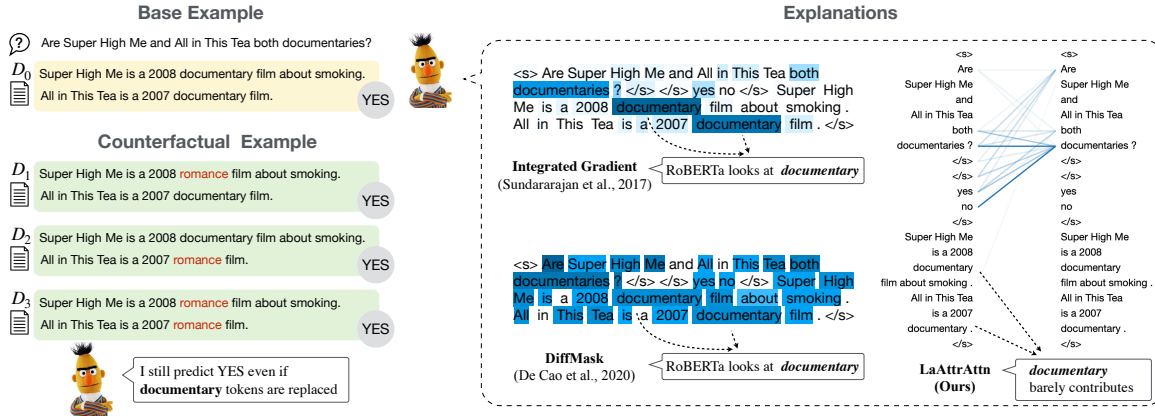 Base Example
Are Super High Me and All in This Tea both documentaries?
D0
Super High Me is a 2008 documentary film about smoking.
All in This Tea is a 2007 documentary film.
YES
Counterfactual Example
D1
Super High Me is a 2008 romance film about smoking.
All in This Tea is a 2007 documentary film.
YES
D2
Super High Me is a 2008 documentary film about smoking.
All in This Tea is a 2007 romance film.
YES
D3
Super High Me is a 2008 romance film about smoking.
All in This Tea is a 2007 romance film.
YES
I still predict YES even if
documentary tokens are replaced
Explanations
<s> Are Super High Me and All in This Tea both
documentaries ? </s> </s> yes no </s> Super High
Me is a 2008 documentary film about smoking .
All in This Tea is a 2007 documentary film . </s>
Integrated Gradient
(Sundararajan et al., 2017)
RoBERTa looks at documentary
<s> Are Super High Me and All in This Tea both
documentaries ? </s> </s> yes no </s> Super High
Me is a 2008 documentary film about smoking .
All in This Tea is a 2007 documentary film . </s>
DiffMask
(De Cao et al., 2020)
RoBERTa looks at documentary
<s>
Are
Super High Me
and
All in This Tea
both
documentaries ?
</s>
</s>
yes
no
</s>
Super High Me
is a 2008
documentary
film about smoking .
All in This Tea
is a 2007
documentary .
<s>
Are
Super High Me
and
All in This Tea
both
documentaries ?
</s>
</s>
yes
no
</s>
Super High Me
is a 2008
documentary
film about smoking .
All in This Tea
is a 2007
documentary .
</s>
LaAttrAttn
(Ours)
documentary
barely contributes